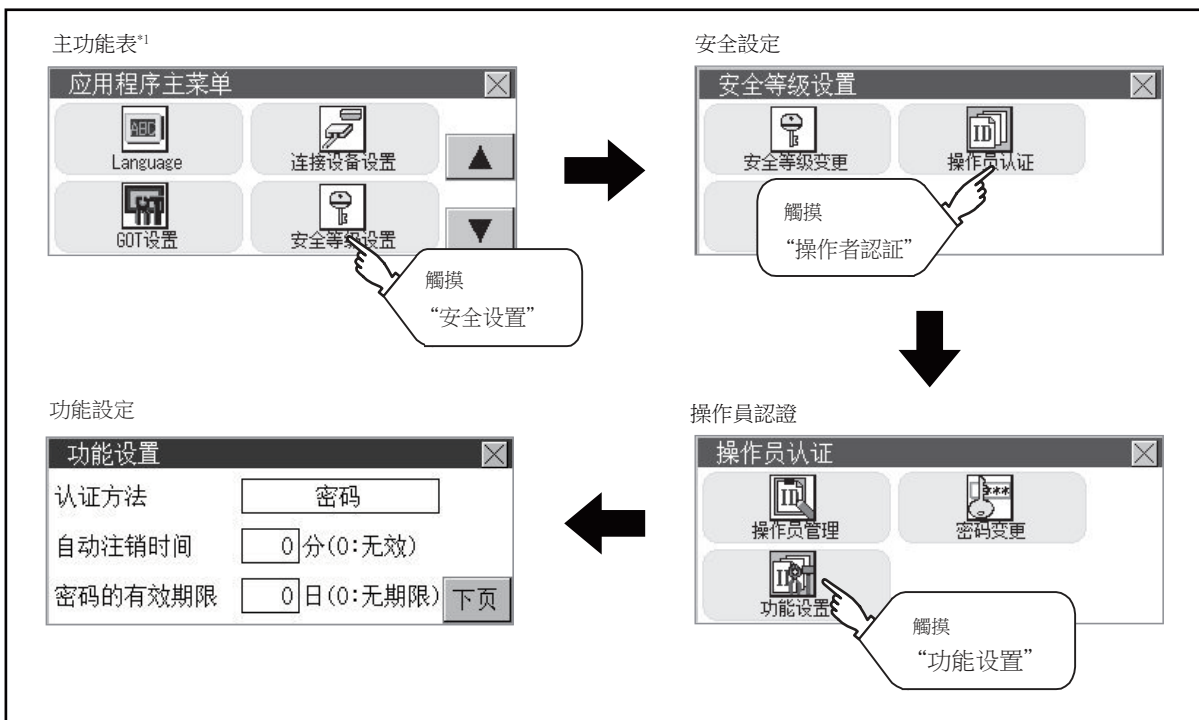 主功能表*1
应用程序主菜单
Language
连接设备设置
GOT设置
安全等级设置
觸摸
“安全设置”
安全設定
安全等级设置
安全等级变更
操作员认证
觸摸
“操作者認証”
操作員認證
操作员认证
操作员管理
密码变更
功能设置
觸摸
“功能设置”
功能設定
功能设置
认证方法 密码
自动注销时间 0 分(0:无效)
密码的有效期限 0 日(0:无期限) 下页